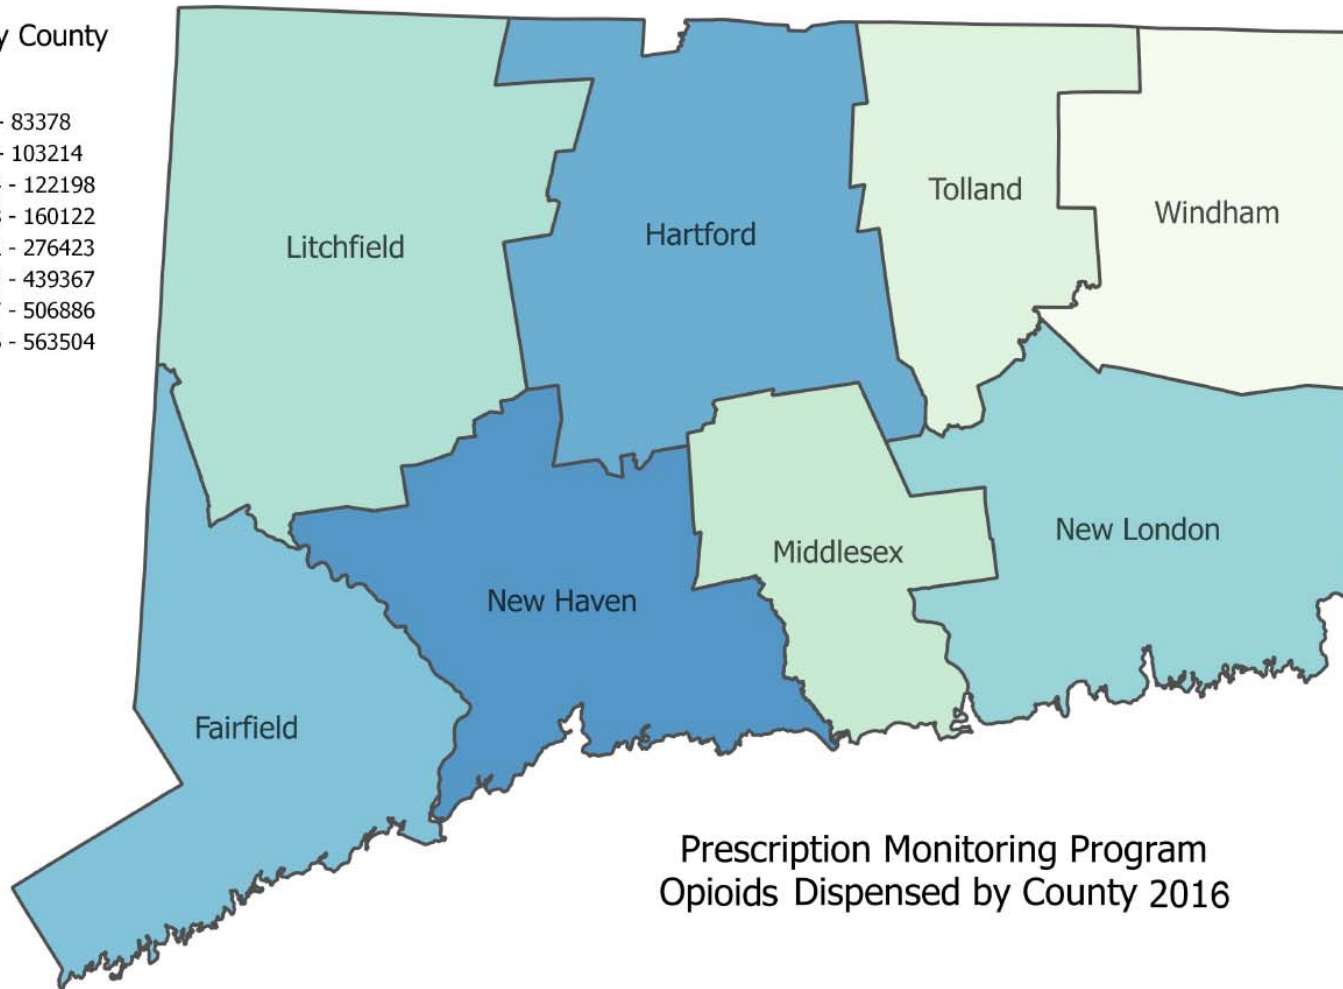 y County
- 83378
- 103214
- 122198
- 160122
- 276423
- 439367
- 506886
- 563504
Litchfield
Hartford
Tolland
Windham
New London
Middlesex
New Haven
Fairfield
Prescription Monitoring Program
Opioids Dispensed by County 2016